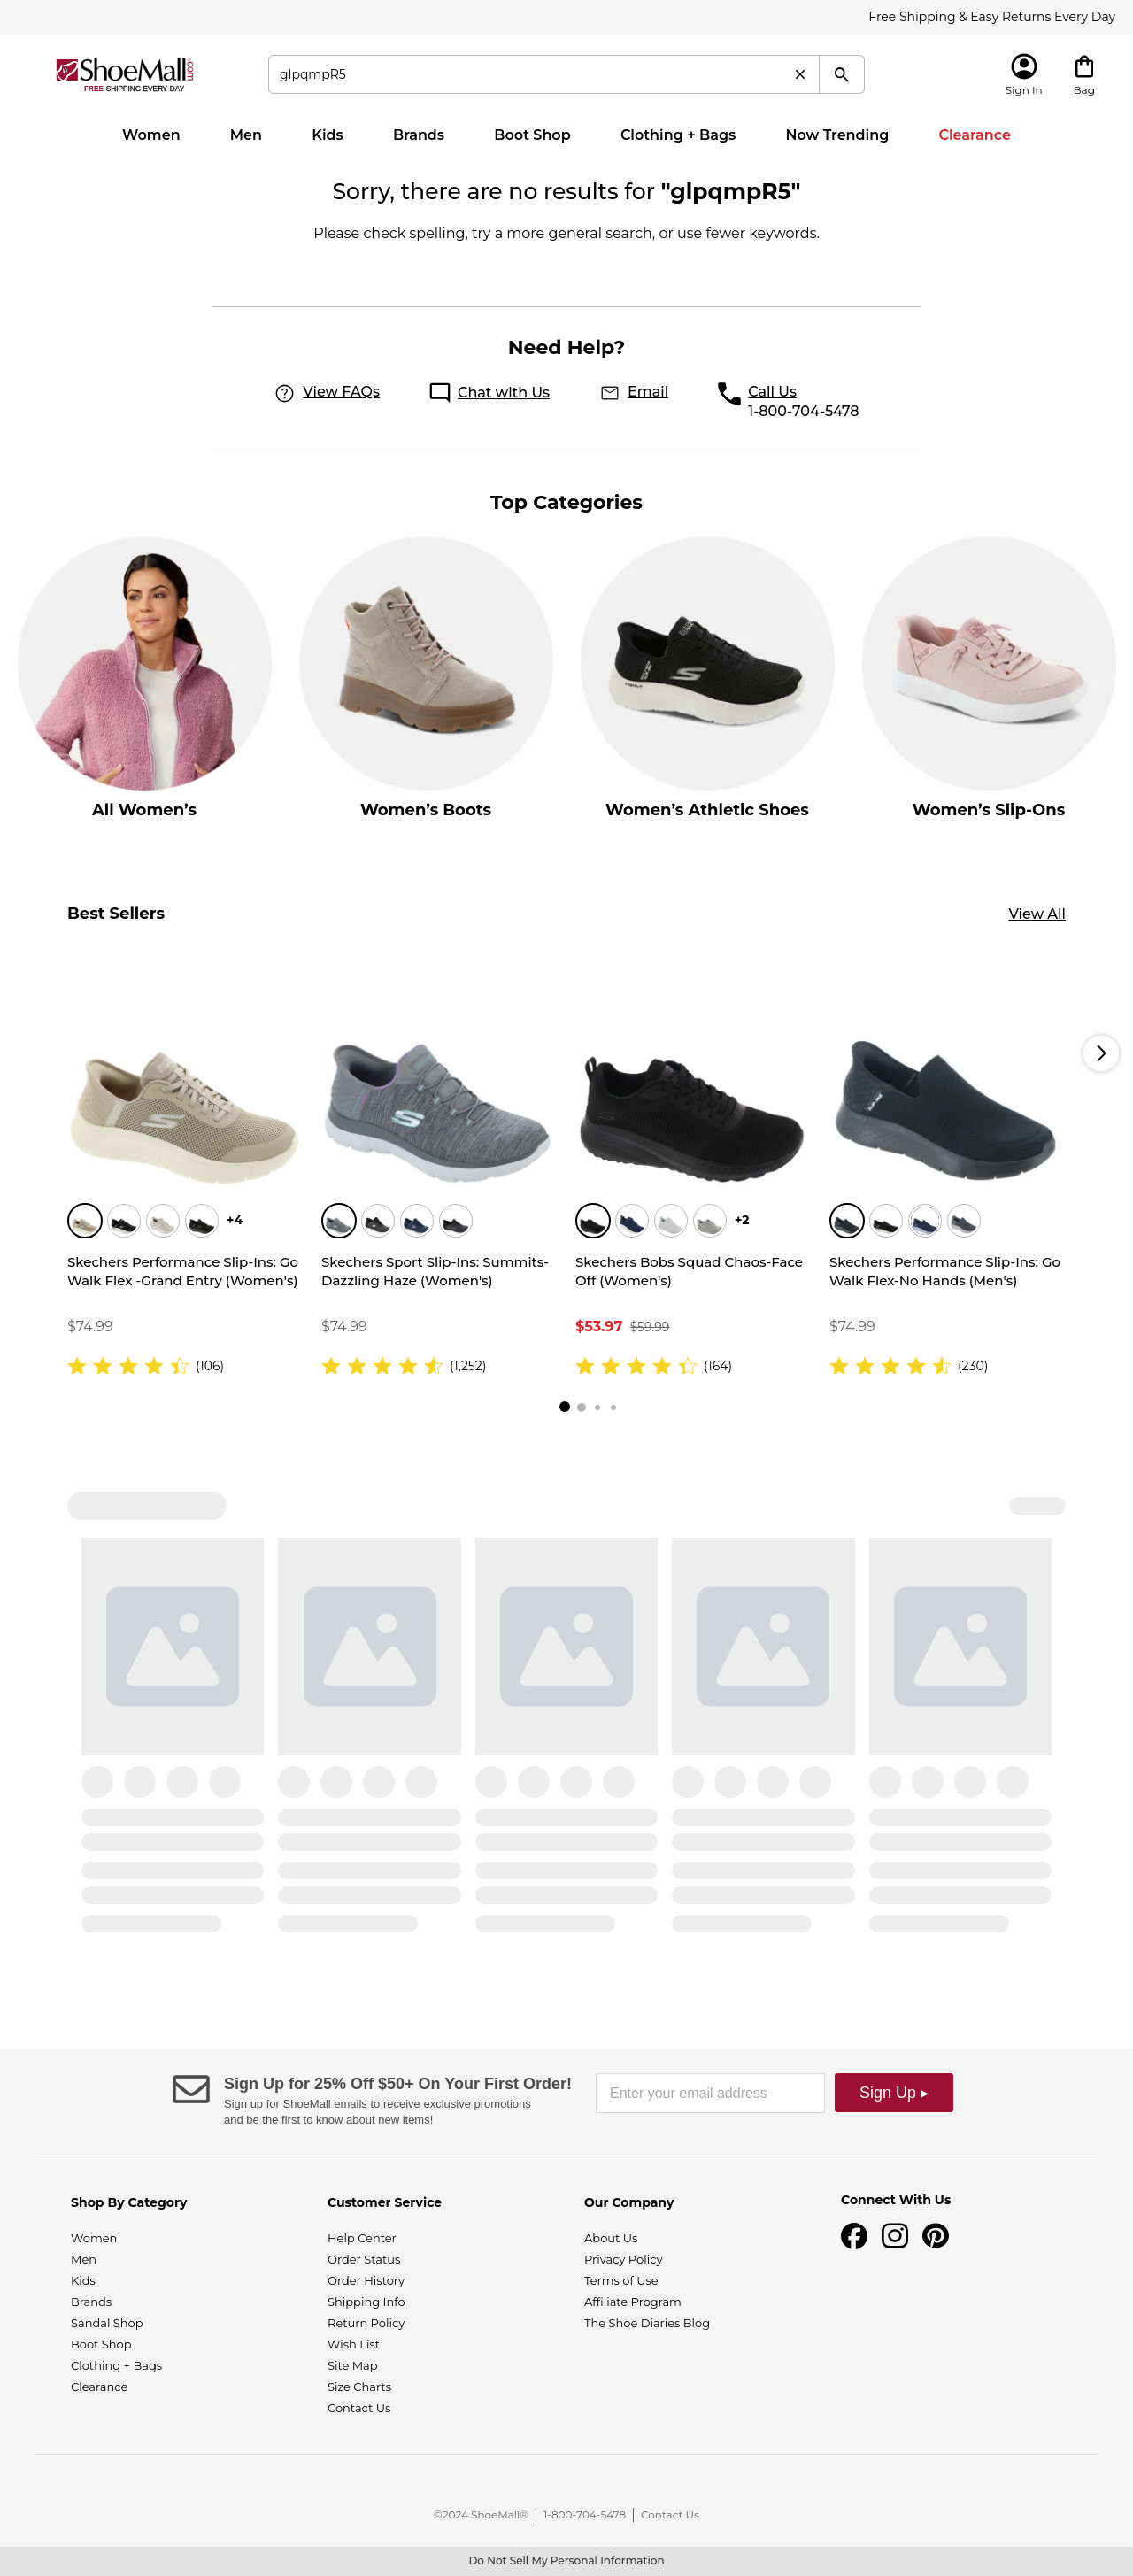 Free Shipping & Easy Returns Every Day
ShoeMall.com
FREE SHIPPING EVERY DAY
glpqmpR5
Sign In
Bag
Women
Men
Kids
Brands
Boot Shop
Clothing + Bags
Now Trending
Clearance
Sorry, there are no results for "glpqmpR5"
Please check spelling, try a more general search, or use fewer keywords.
Need Help?
View FAQs
Chat with Us
Email
Call Us
1-800-704-5478
Top Categories
All Women’s
Women’s Boots
Women’s Athletic Shoes
Women’s Slip-Ons
Best Sellers
View All
+4
Skechers Performance Slip-Ins: Go
Walk Flex -Grand Entry (Women's)
$74.99
(106)
Skechers Sport Slip-Ins: Summits-
Dazzling Haze (Women's)
$74.99
(1,252)
+2
Skechers Bobs Squad Chaos-Face
Off (Women's)
$53.97 $59.99
(164)
Skechers Performance Slip-Ins: Go
Walk Flex-No Hands (Men's)
$74.99
(230)
Sign Up for 25% Off $50+ On Your First Order!
Sign up for ShoeMall emails to receive exclusive promotions
and be the first to know about new items!
Enter your email address
Sign Up ▸
Shop By Category
Women
Men
Kids
Brands
Sandal Shop
Boot Shop
Clothing + Bags
Clearance
Customer Service
Help Center
Order Status
Order History
Shipping Info
Return Policy
Wish List
Site Map
Size Charts
Contact Us
Our Company
About Us
Privacy Policy
Terms of Use
Affiliate Program
The Shoe Diaries Blog
Connect With Us
©2024 ShoeMall®
1-800-704-5478
Contact Us
Do Not Sell My Personal Information